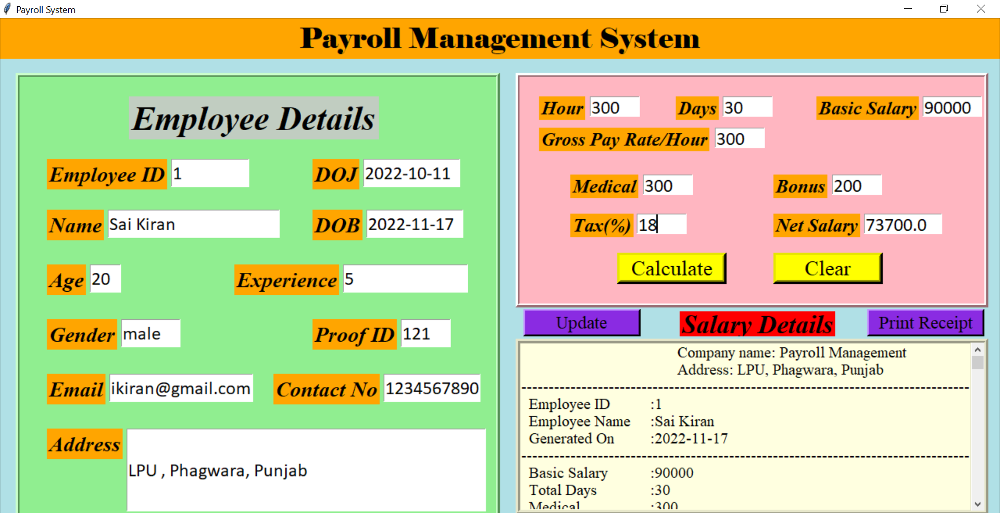 Payroll System
Payroll Management System
Employee Details
Employee ID 1
DOJ 2022-10-11
Name Sai Kiran
DOB 2022-11-17
Age 20
Experience 5
Gender male
Proof ID 121
Email ikiran@gmail.com
Contact No 1234567890
Address
LPU , Phagwara, Punjab
Hour 300
Days 30
Basic Salary 90000
Gross Pay Rate/Hour 300
Medical 300
Bonus 200
Tax(%) 18
Net Salary 73700.0
Calculate
Clear
Update
Salary Details
Print Receipt
Company name: Payroll Management
Address: LPU, Phagwara, Punjab
--------------------------------------------------------------------------------
Employee ID :1
Employee Name :Sai Kiran
Generated On :2022-11-17
--------------------------------------------------------------------------------
Basic Salary :90000
Total Days :30
Medical :300